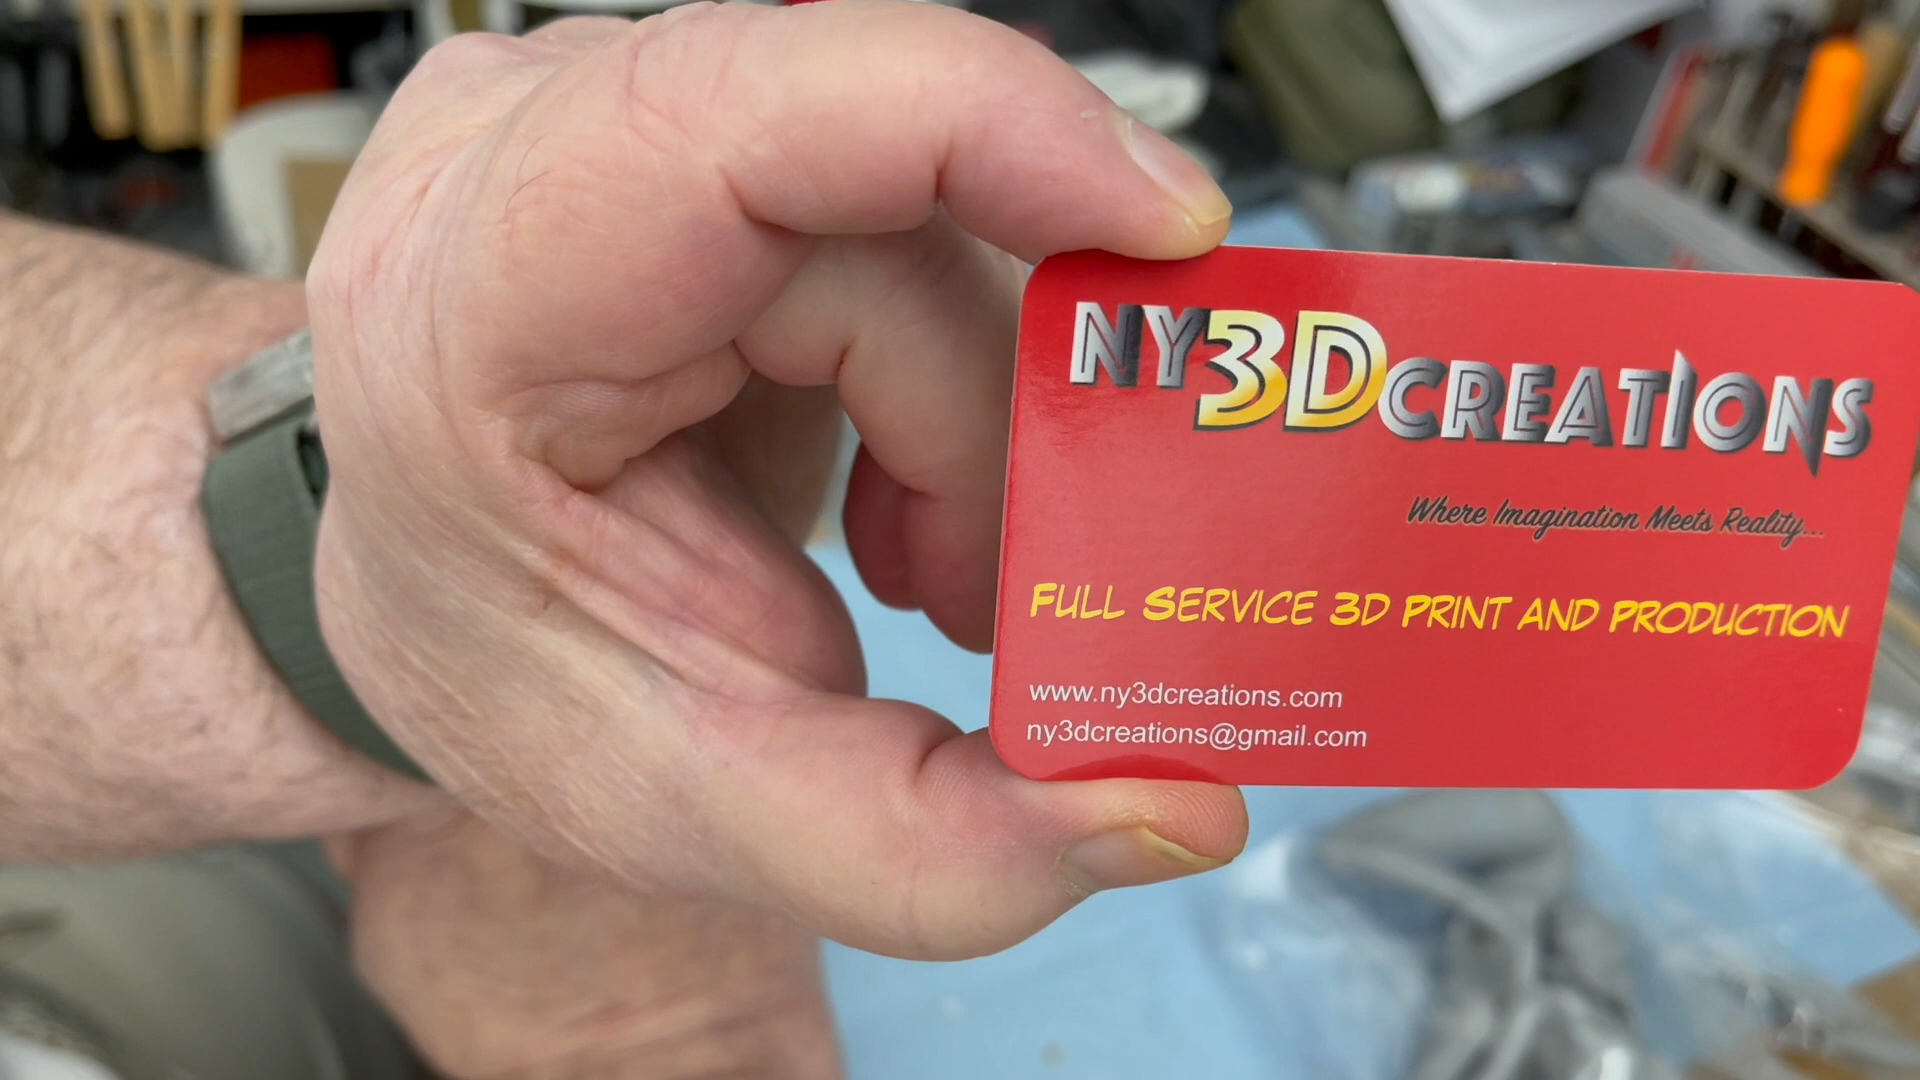 NY3DCREATIONS
Where Imagination Meets Reality...
FULL SERVICE 3D PRINT AND PRODUCTION
www.ny3dcreations.com
ny3dcreations@gmail.com